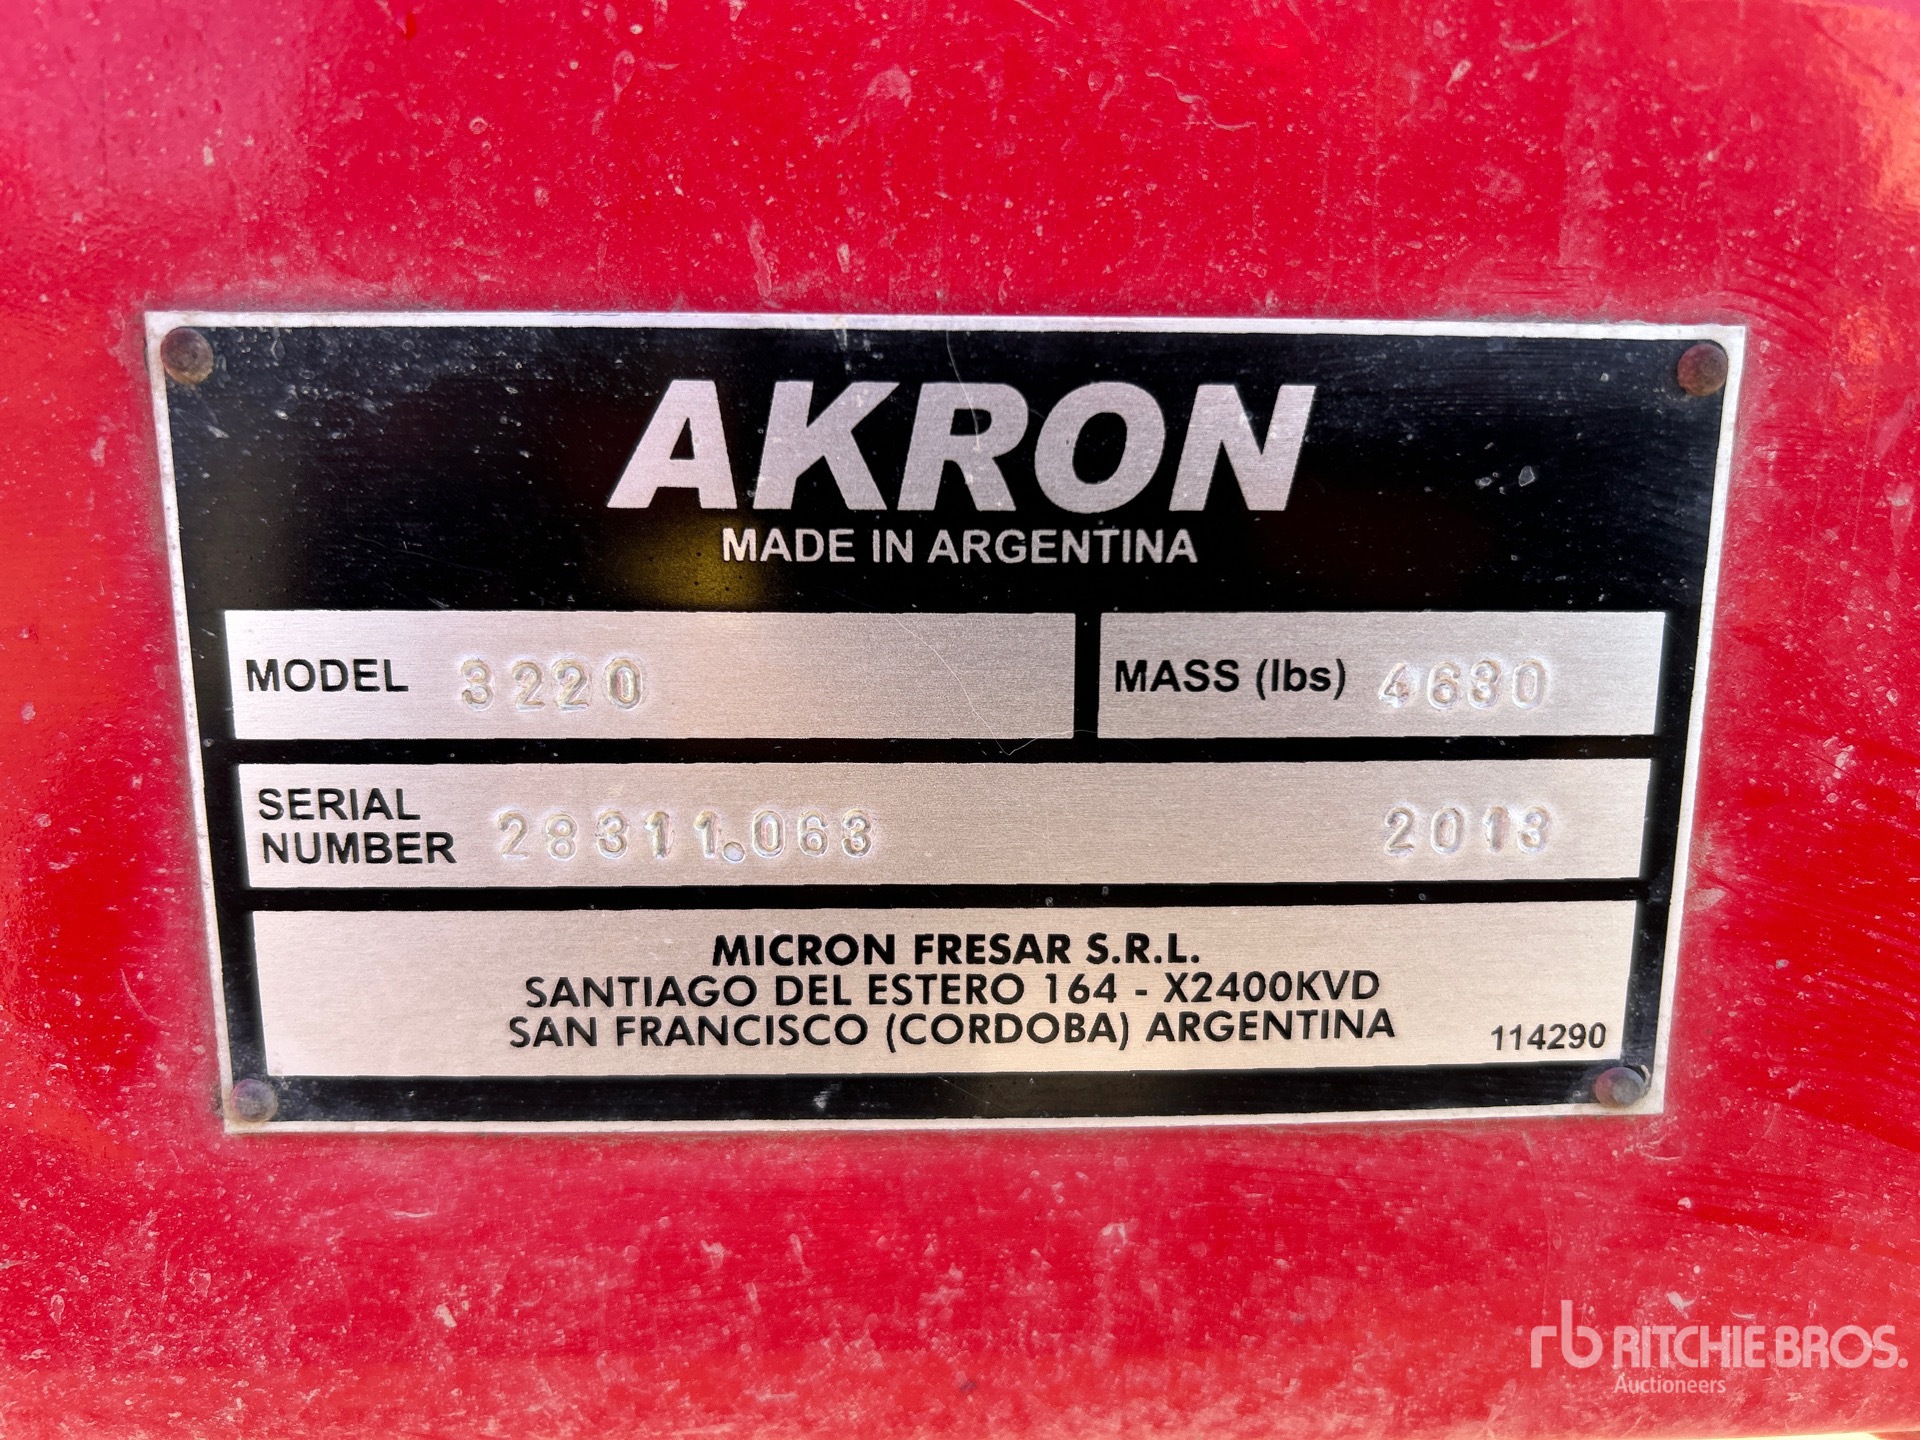 AKRON
MADE IN ARGENTINA
MODEL 3220
MASS (lbs) 4630
SERIAL
NUMBER 28311.063 2013
MICRON FRESAR S.R.L.
SANTIAGO DEL ESTERO 164 - X2400KVD
SAN FRANCISCO (CORDOBA) ARGENTINA
114290
rb RITCHIE BROS.
Auctioneers